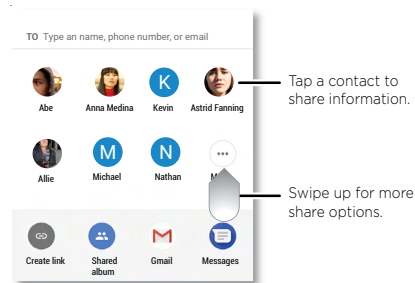 TO Type an name, phone number, or email
Abe
Anna Medina
K
Kevin
Astrid Fanning
Tap a contact to
share information.
Allie
M
Michael
N
Nathan
Swipe up for more
share options.
Create link
Shared
album
Gmail
Messages